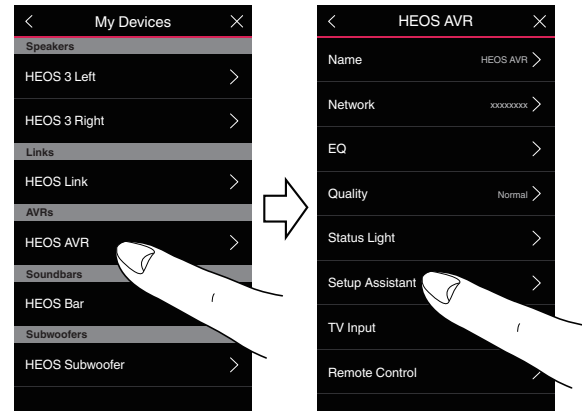 My Devices
Speakers
HEOS 3 Left
HEOS 3 Right
Links
HEOS Link
AVRs
HEOS AVR
Soundbars
HEOS Bar
Subwoofers
HEOS Subwoofer
HEOS AVR
Name HEOS AVR
Network xxxxxxxx
EQ
Quality Normal
Status Light
Setup Assistant
TV Input
Remote Control